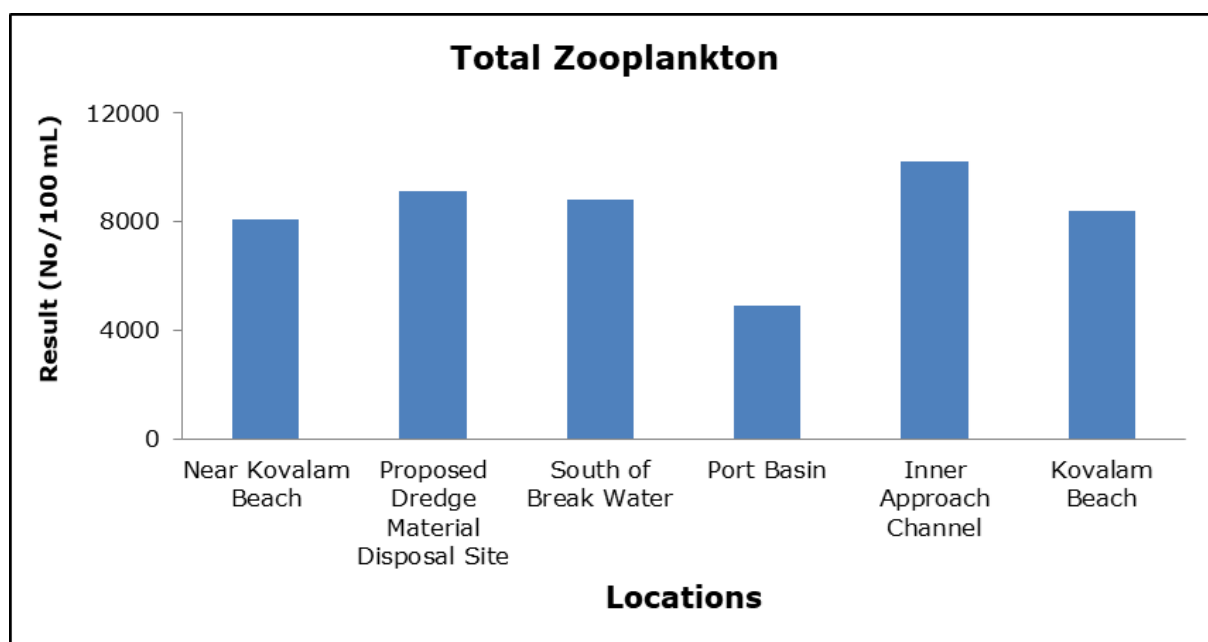 Total Zooplankton
Result (No/100 mL)
12000
8000
4000
0
Near Kovalam
Beach
Proposed
Dredge
Material
Disposal Site
South of
Break Water
Port Basin
Inner
Approach
Channel
Kovalam
Beach
Locations